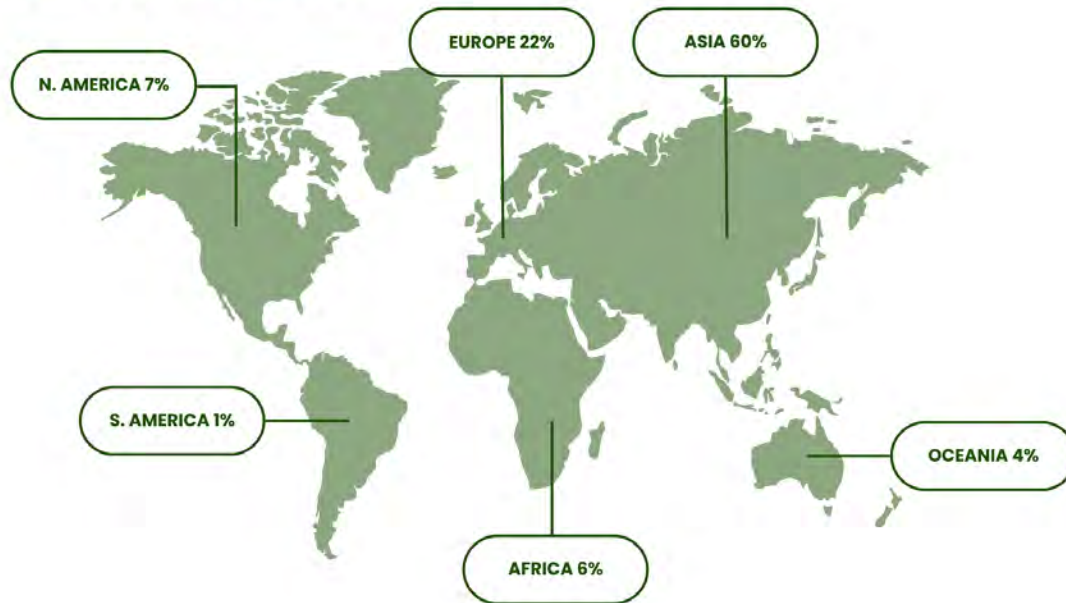 EUROPE 22%
ASIA 60%
N. AMERICA 7%
S. AMERICA 1%
OCEANIA 4%
AFRICA 6%